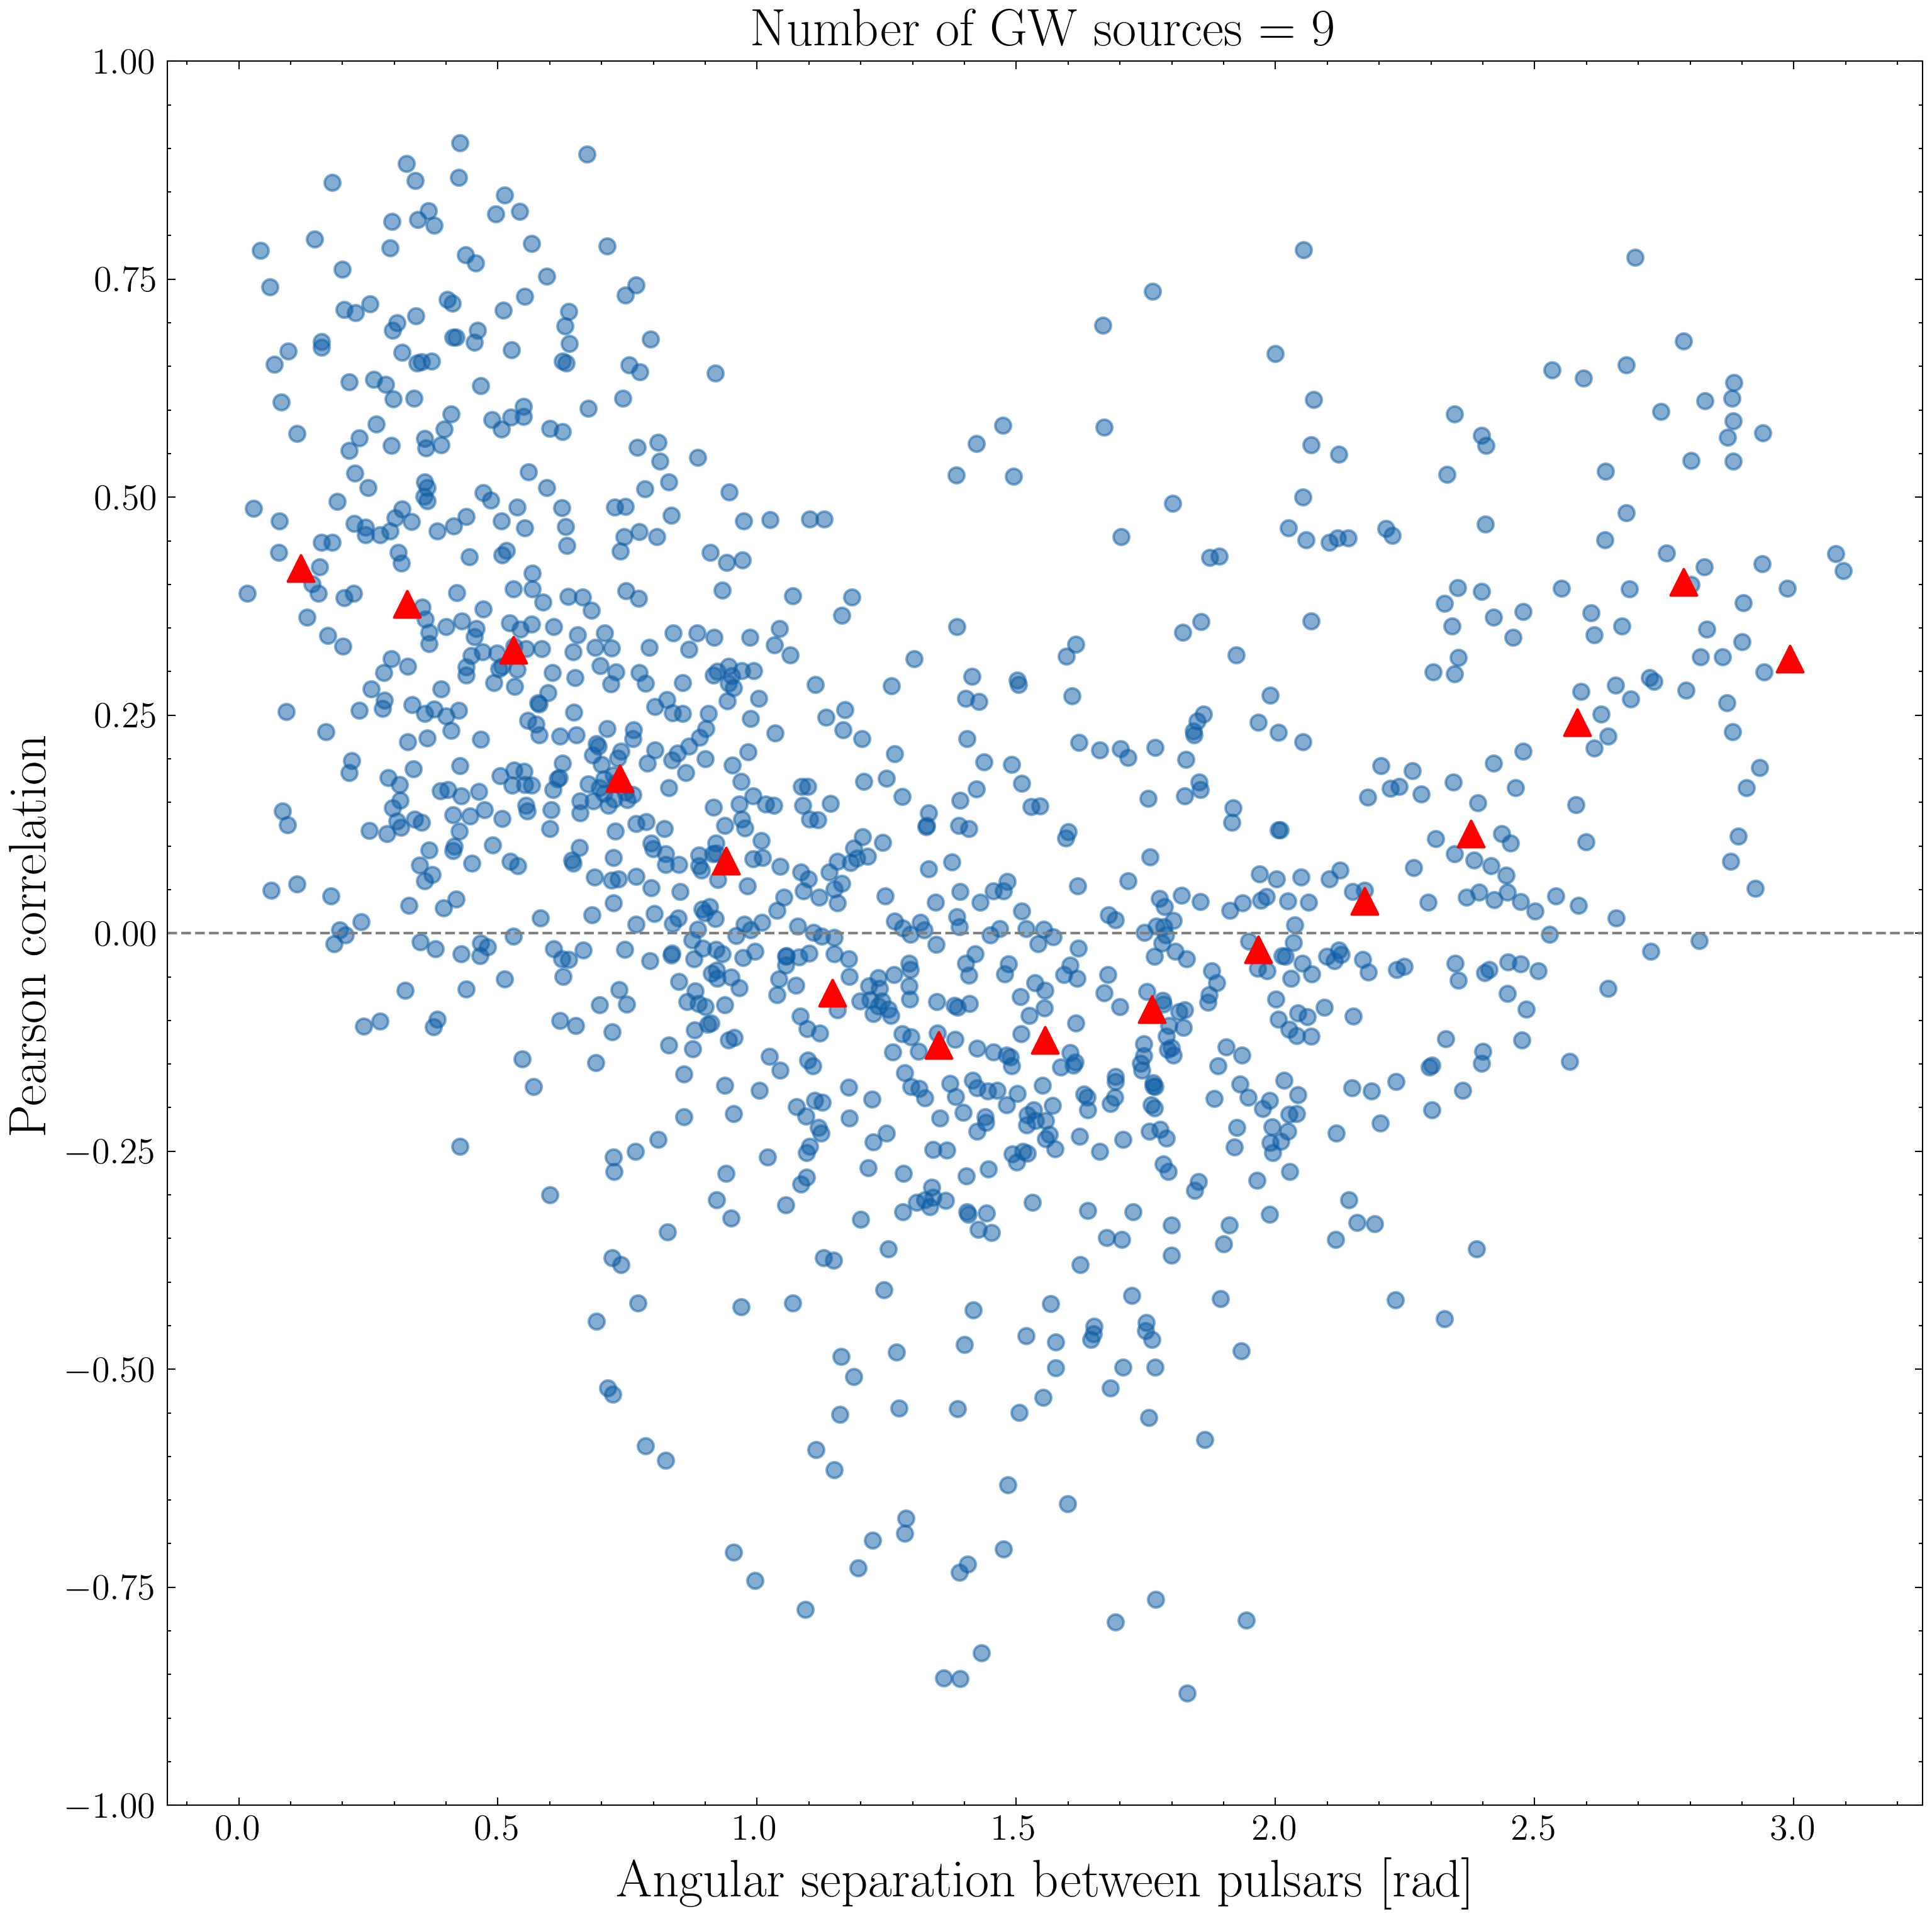 Number of GW sources = 9
Pearson correlation
1.00
0.75
0.50
0.25
0.00
−0.25
−0.50
−0.75
−1.00
0.0 0.5 1.0 1.5 2.0 2.5 3.0
Angular separation between pulsars [rad]